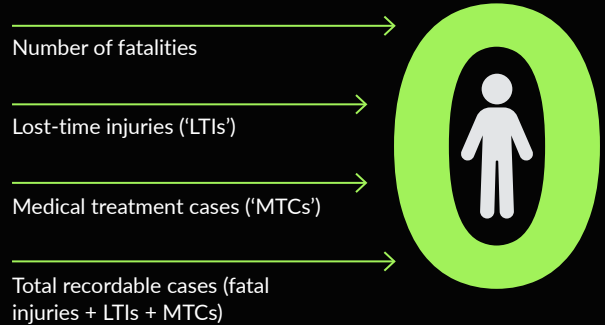 Number of fatalities
Lost-time injuries (‘LTIs’)
Medical treatment cases (‘MTCs’)
Total recordable cases (fatal
injuries + LTIs + MTCs)
0